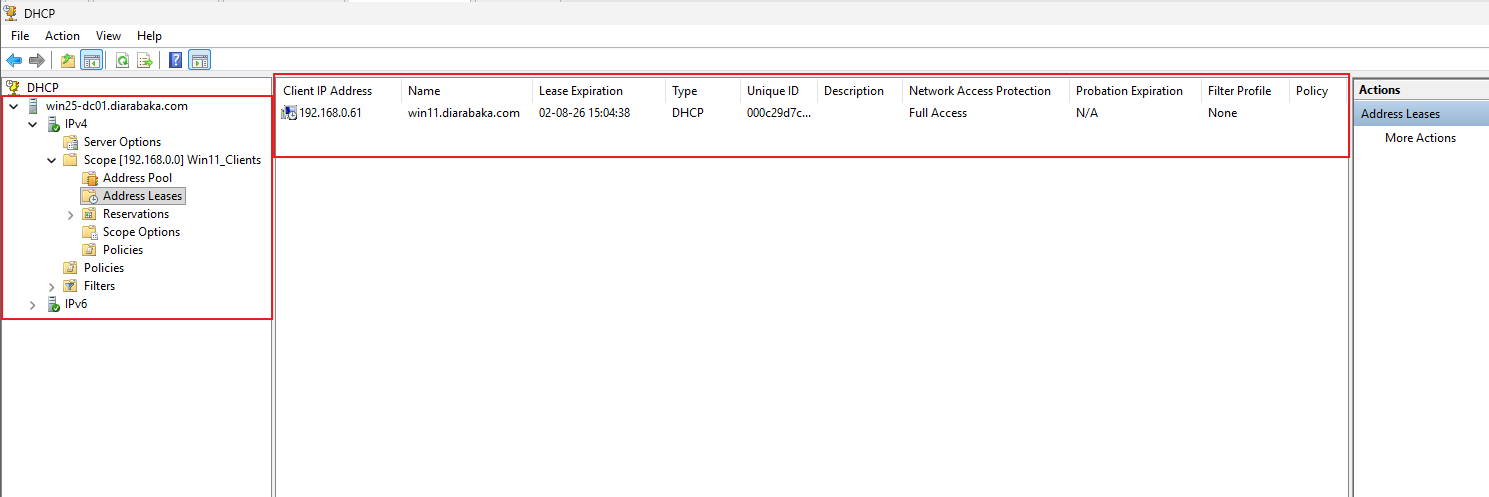 DHCP
File Action View Help
DHCP
win25-dc01.diarabaka.com
IPv4
Server Options
Scope [192.168.0.0] Win11_Clients
Address Pool
Address Leases
Reservations
Scope Options
Policies
Policies
Filters
IPv6
Client IP Address Name Lease Expiration Type Unique ID Description Network Access Protection Probation Expiration Filter Profile Policy
192.168.0.61 win11.diarabaka.com 02-08-26 15:04:38 DHCP 000c29d7c... Full Access N/A None
Actions
Address Leases
More Actions